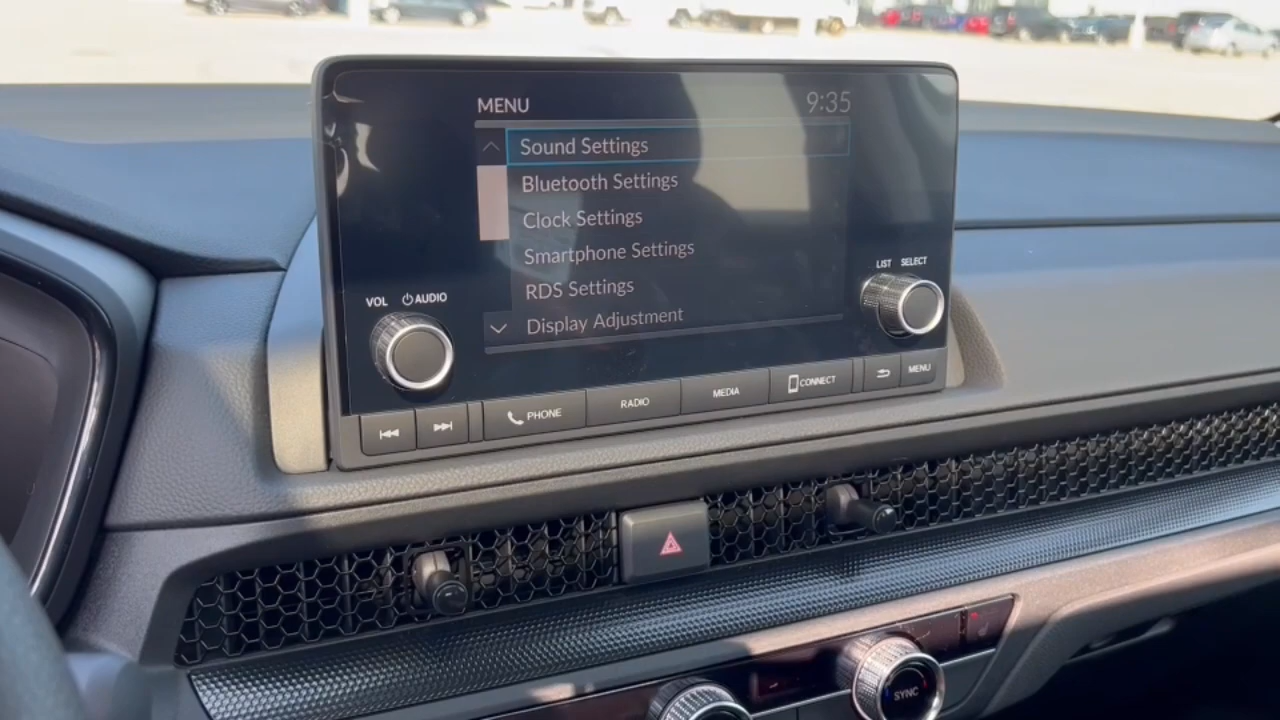 MENU
9:35
Sound Settings
Bluetooth Settings
Clock Settings
Smartphone Settings
RDS Settings
Display Adjustment
VOL AUDIO
LIST SELECT
PHONE
RADIO
MEDIA
CONNECT
MENU
SYNC